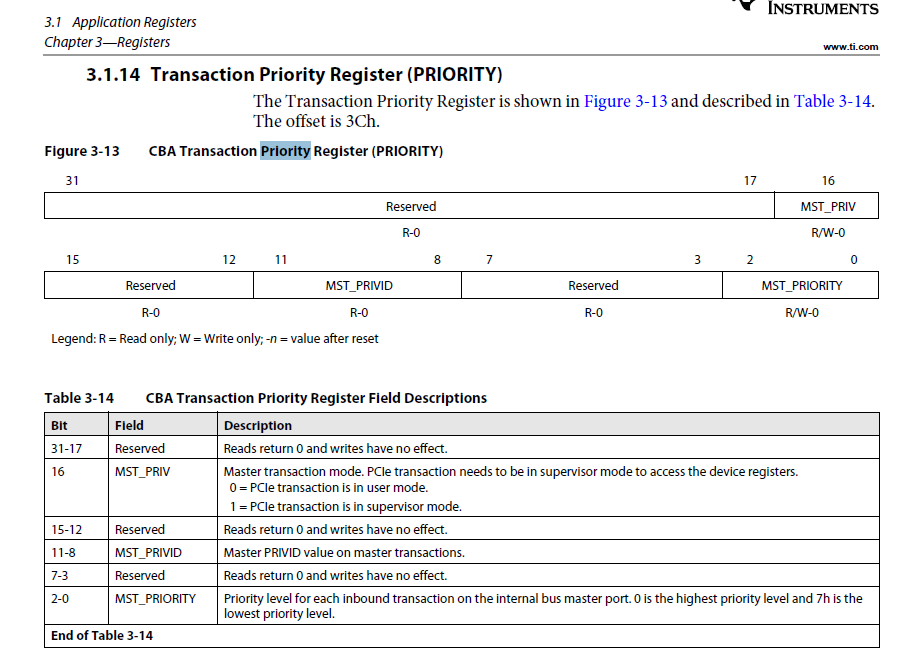 INSTRUMENTS
3.1 Application Registers
Chapter 3—Registers
www.ti.com
3.1.14 Transaction Priority Register (PRIORITY)
The Transaction Priority Register is shown in Figure 3-13 and described in Table 3-14.
The offset is 3Ch.
Figure 3-13 CBA Transaction Priority Register (PRIORITY)
31 17 16
Reserved MST_PRIV
R-0 R/W-0
15 12 11 8 7 3 2 0
Reserved MST_PRIVID Reserved MST_PRIORITY
R-0 R-0 R-0 R/W-0
Legend: R = Read only; W = Write only; -n = value after reset
Table 3-14 CBA Transaction Priority Register Field Descriptions
Bit Field Description
31-17 Reserved Reads return 0 and writes have no effect.
16 MST_PRIV Master transaction mode. PCIe transaction needs to be in supervisor mode to access the device registers.
0 = PCIe transaction is in user mode.
1 = PCIe transaction is in supervisor mode.
15-12 Reserved Reads return 0 and writes have no effect.
11-8 MST_PRIVID Master PRIVID value on master transactions.
7-3 Reserved Reads return 0 and writes have no effect.
2-0 MST_PRIORITY Priority level for each inbound transaction on the internal bus master port. 0 is the highest priority level and 7h is the
lowest priority level.
End of Table 3-14